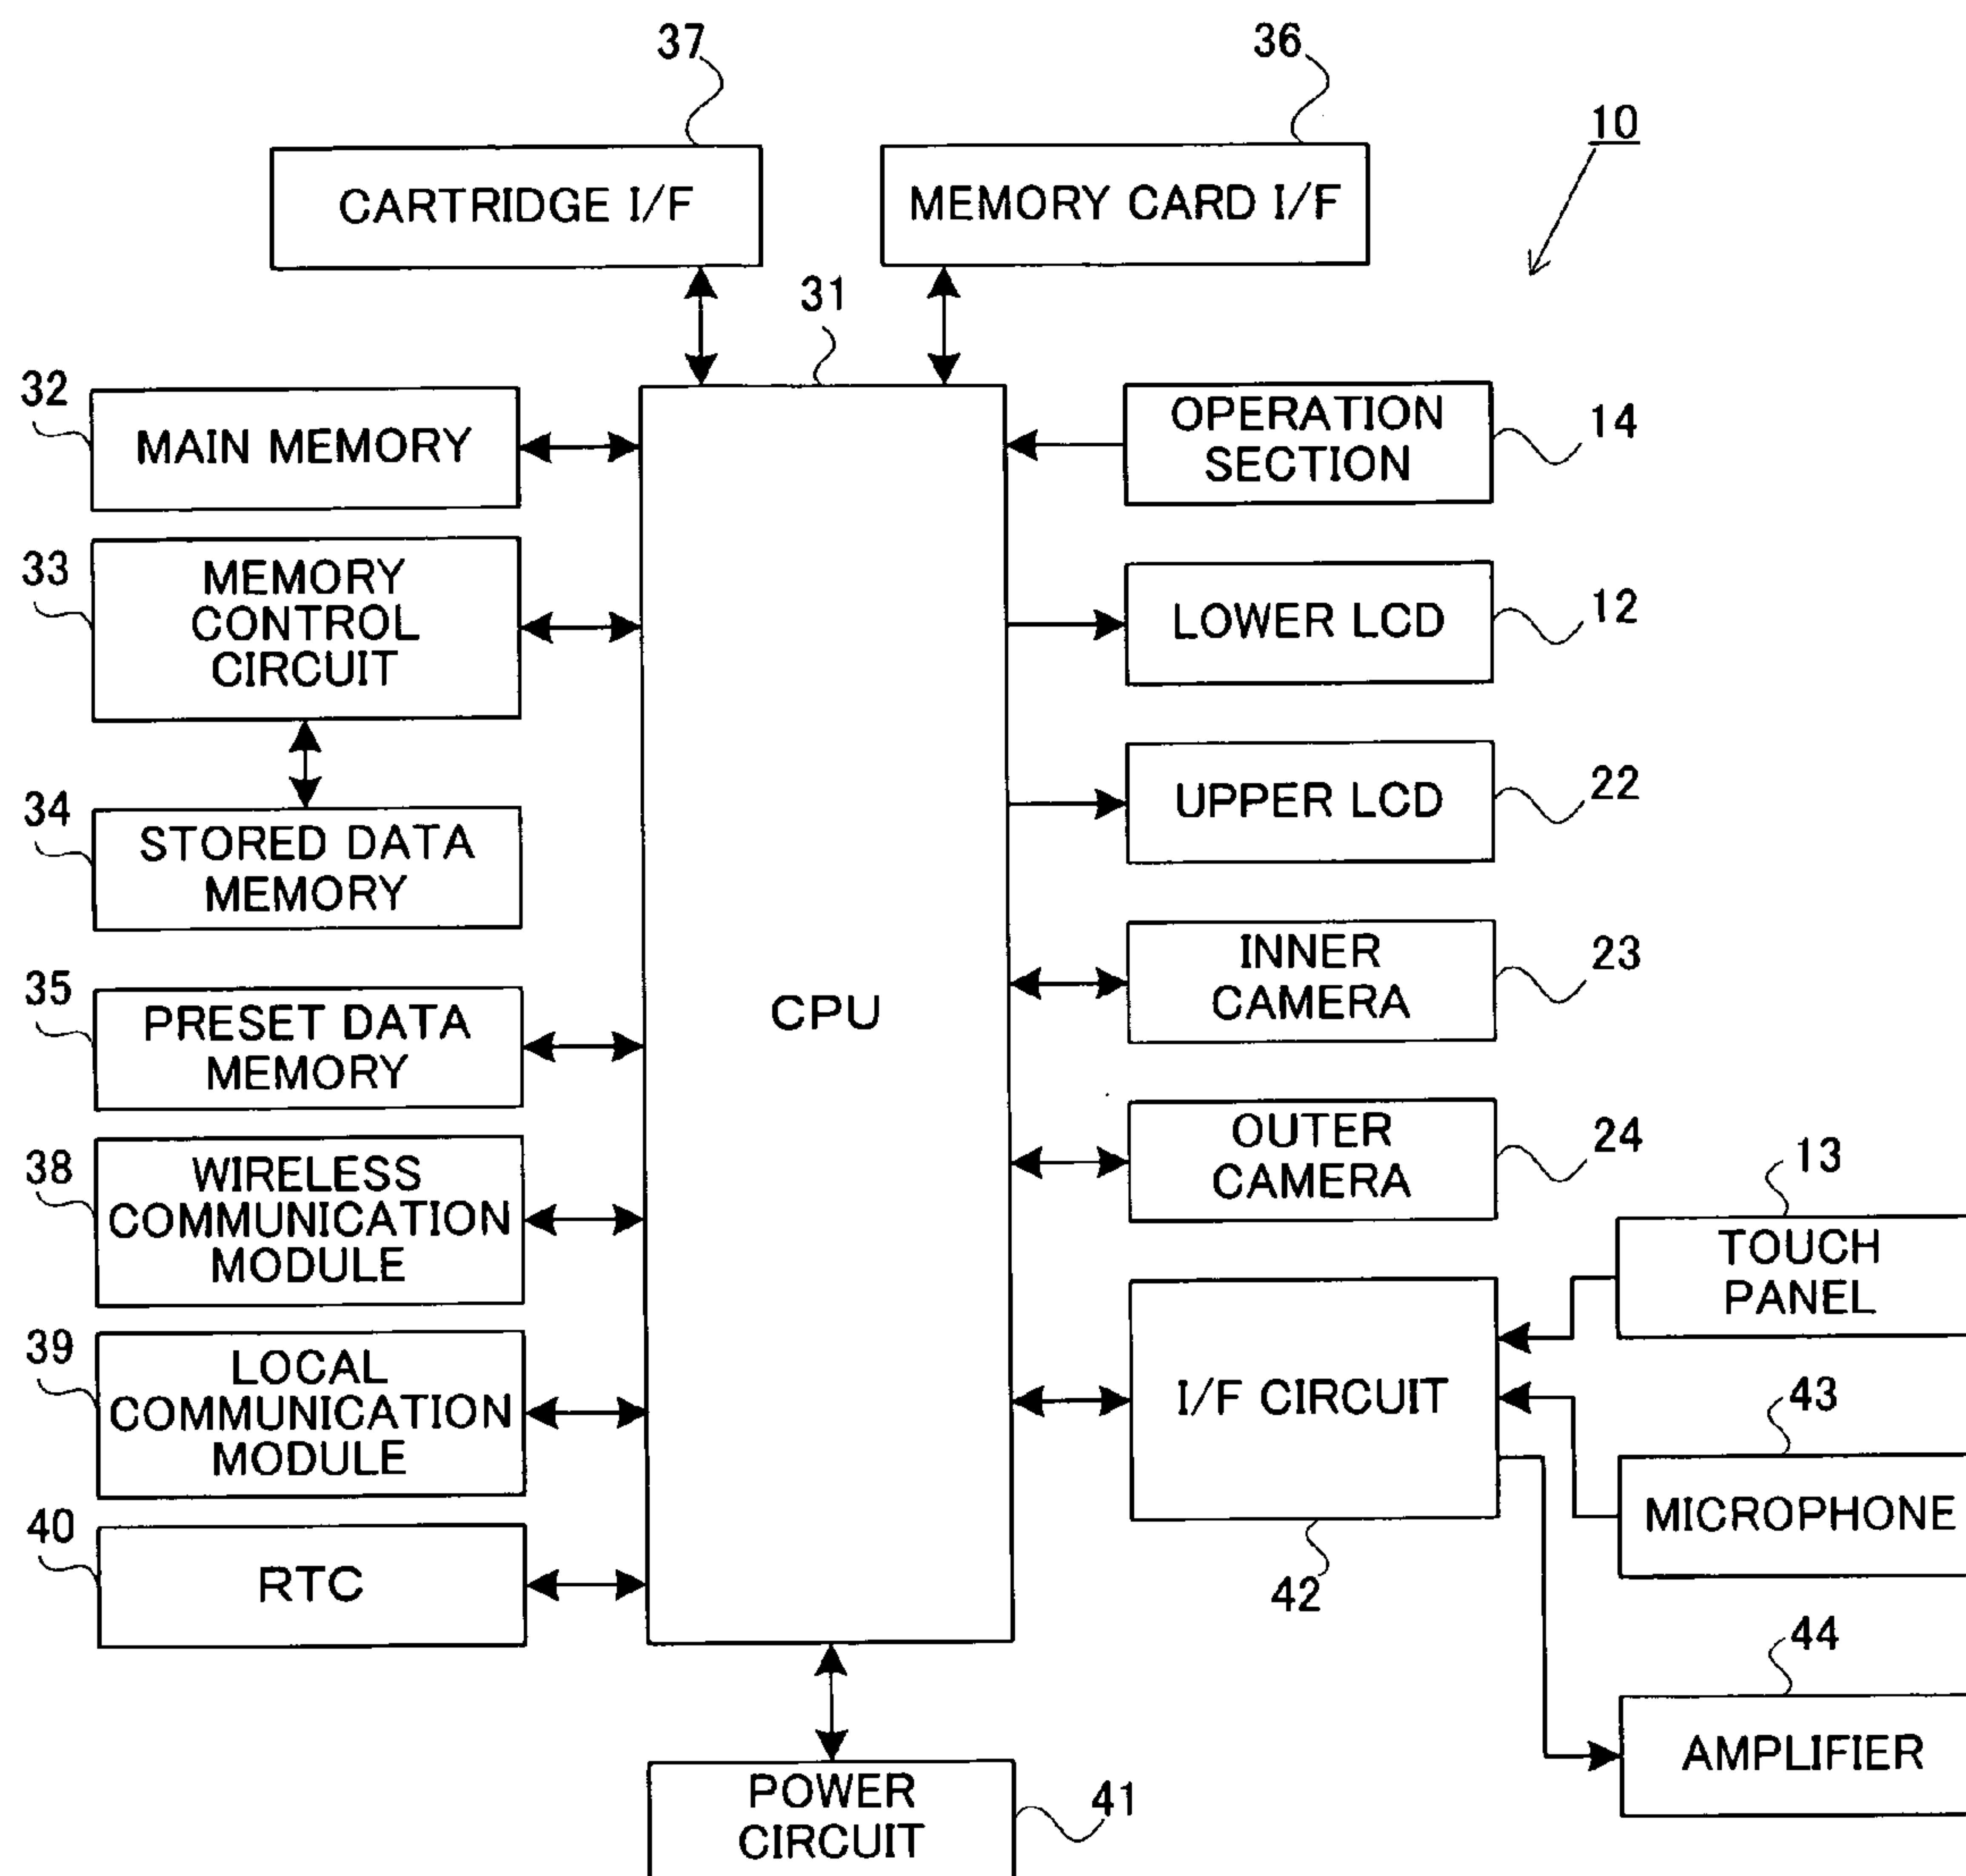 37
36
10
CARTRIDGE I/F
MEMORY CARD I/F
31
32
MAIN MEMORY
OPERATION
SECTION
14
33
MEMORY
CONTROL
CIRCUIT
LOWER LCD
12
34
STORED DATA
MEMORY
UPPER LCD
22
35
PRESET DATA
MEMORY
CPU
INNER
CAMERA
23
38
WIRELESS
COMMUNICATION
MODULE
OUTER
CAMERA
24
13
TOUCH
PANEL
39
LOCAL
COMMUNICATION
MODULE
I/F CIRCUIT
42
43
MICROPHONE
40
RTC
44
AMPLIFIER
POWER
CIRCUIT
41